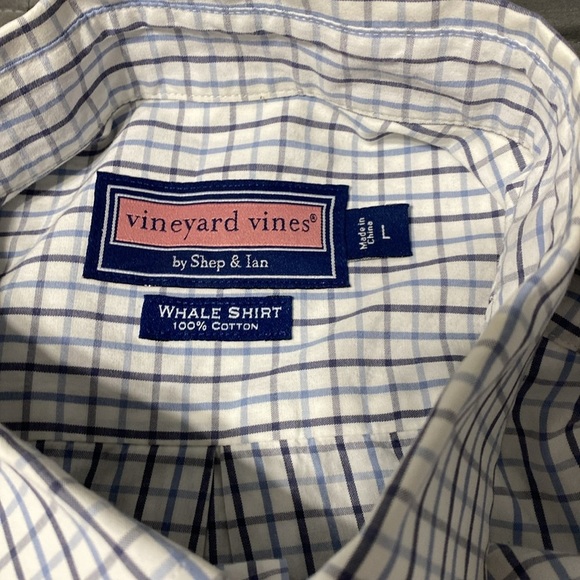 vineyard vines®
by Shep & Ian
Made in
China
L
WHALE SHIRT
100% COTTON